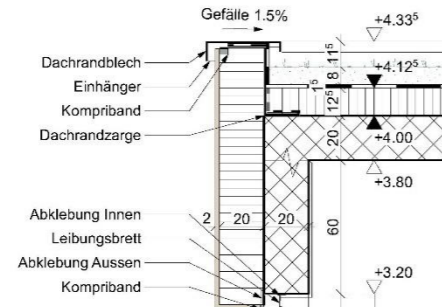 Gefälle 1.5%
+4.33⁵
Dachrandblech
Einhänger
Kompriband
Dachrandzarge
11⁵
8
1⁵
12⁵
+4.12⁵
20
+4.00
+3.80
Abklebung Innen
Leibungsbrett
Abklebung Aussen
Kompriband
2
20
20
60
+3.20